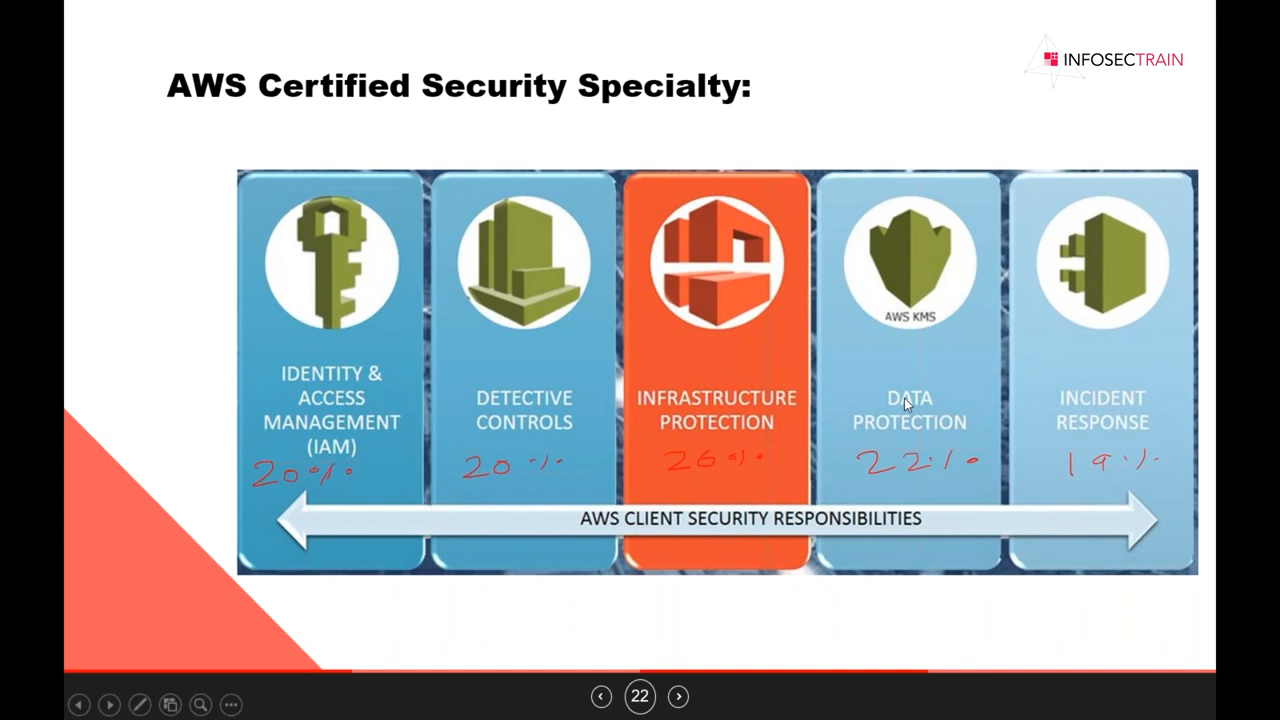 INFOSECTRAIN
AWS Certified Security Specialty:
IDENTITY &
ACCESS
MANAGEMENT
(IAM)
20%
DETECTIVE
CONTROLS
20%
INFRASTRUCTURE
PROTECTION
26%
AWS KMS
DATA
PROTECTION
22%
INCIDENT
RESPONSE
19%
AWS CLIENT SECURITY RESPONSIBILITIES
22